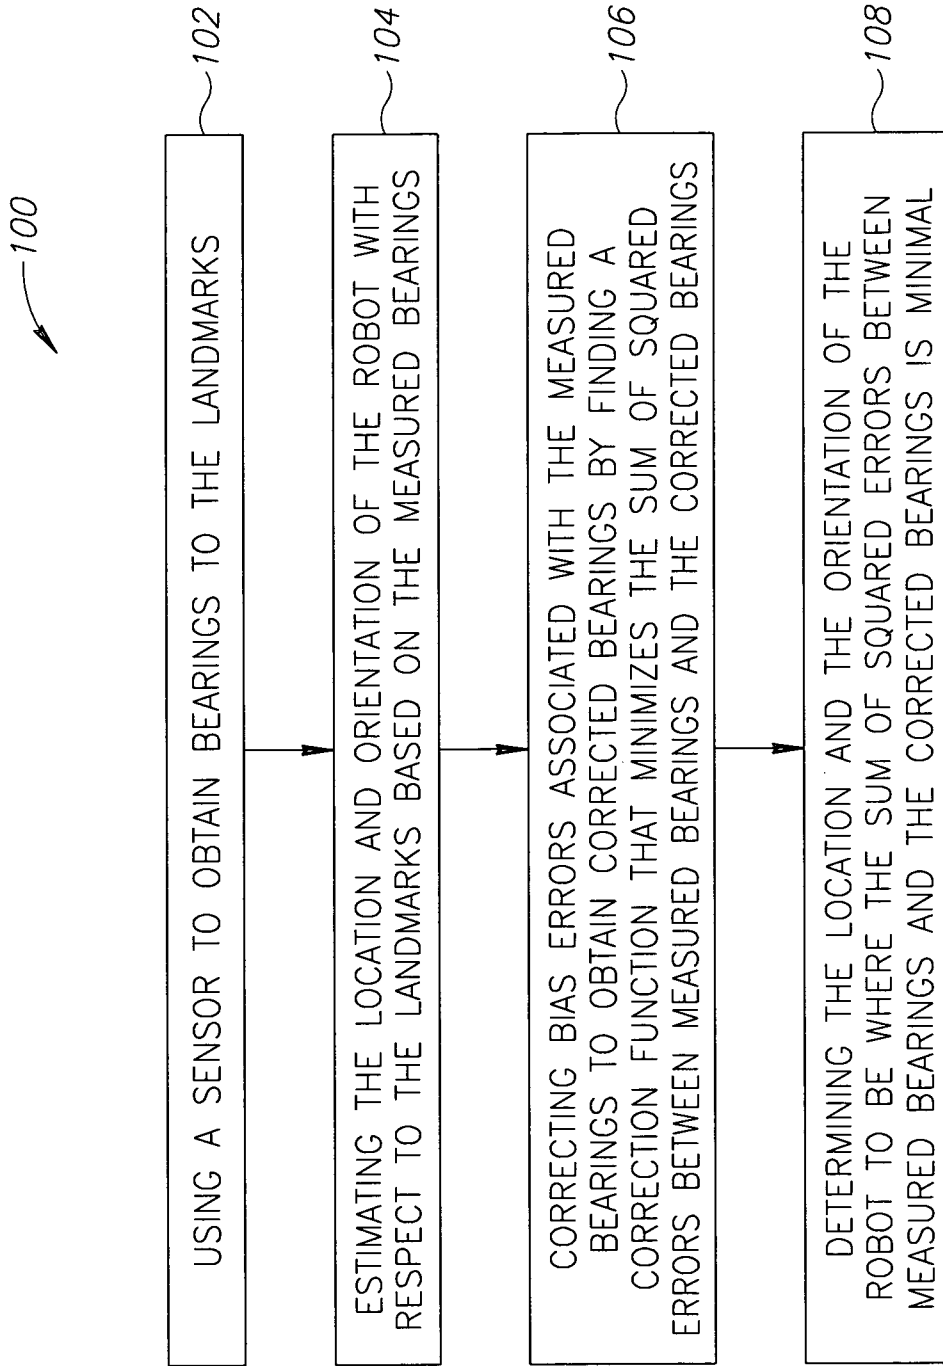 100
USING A SENSOR TO OBTAIN BEARINGS TO THE LANDMARKS
102
ESTIMATING THE LOCATION AND ORIENTATION OF THE ROBOT WITH
RESPECT TO THE LANDMARKS BASED ON THE MEASURED BEARINGS
104
CORRECTING BIAS ERRORS ASSOCIATED WITH THE MEASURED
BEARINGS TO OBTAIN CORRECTED BEARINGS BY FINDING A
CORRECTION FUNCTION THAT MINIMIZES THE SUM OF SQUARED
ERRORS BETWEEN MEASURED BEARINGS AND THE CORRECTED BEARINGS
106
DETERMINING THE LOCATION AND THE ORIENTATION OF THE
ROBOT TO BE WHERE THE SUM OF SQUARED ERRORS BETWEEN
MEASURED BEARINGS AND THE CORRECTED BEARINGS IS MINIMAL
108